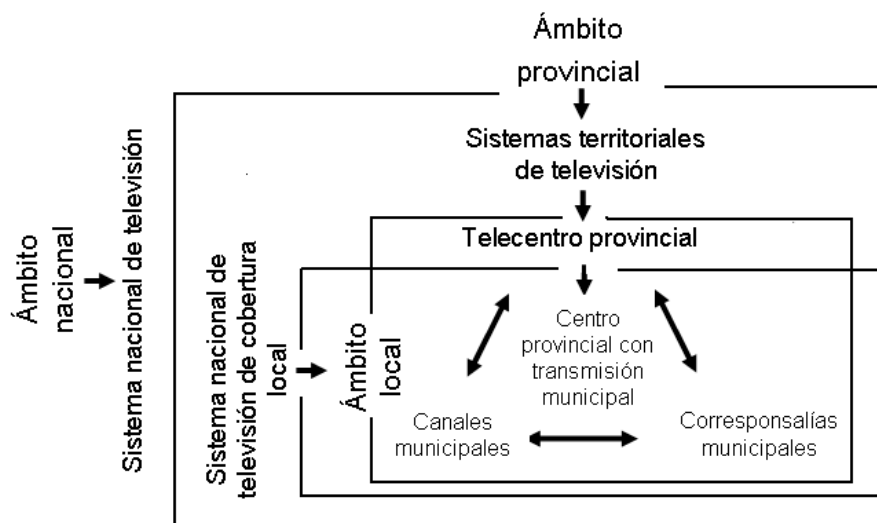 Ámbito
provincial
Sistemas territoriales
de televisión
Telecentro provincial
Ámbito
nacional
Sistema nacional de televisión
Sistema nacional de
televisión de cobertura
local
Ámbito
local
Centro
provincial con
transmisión
municipal
Canales
municipales
Corresponsalías
municipales